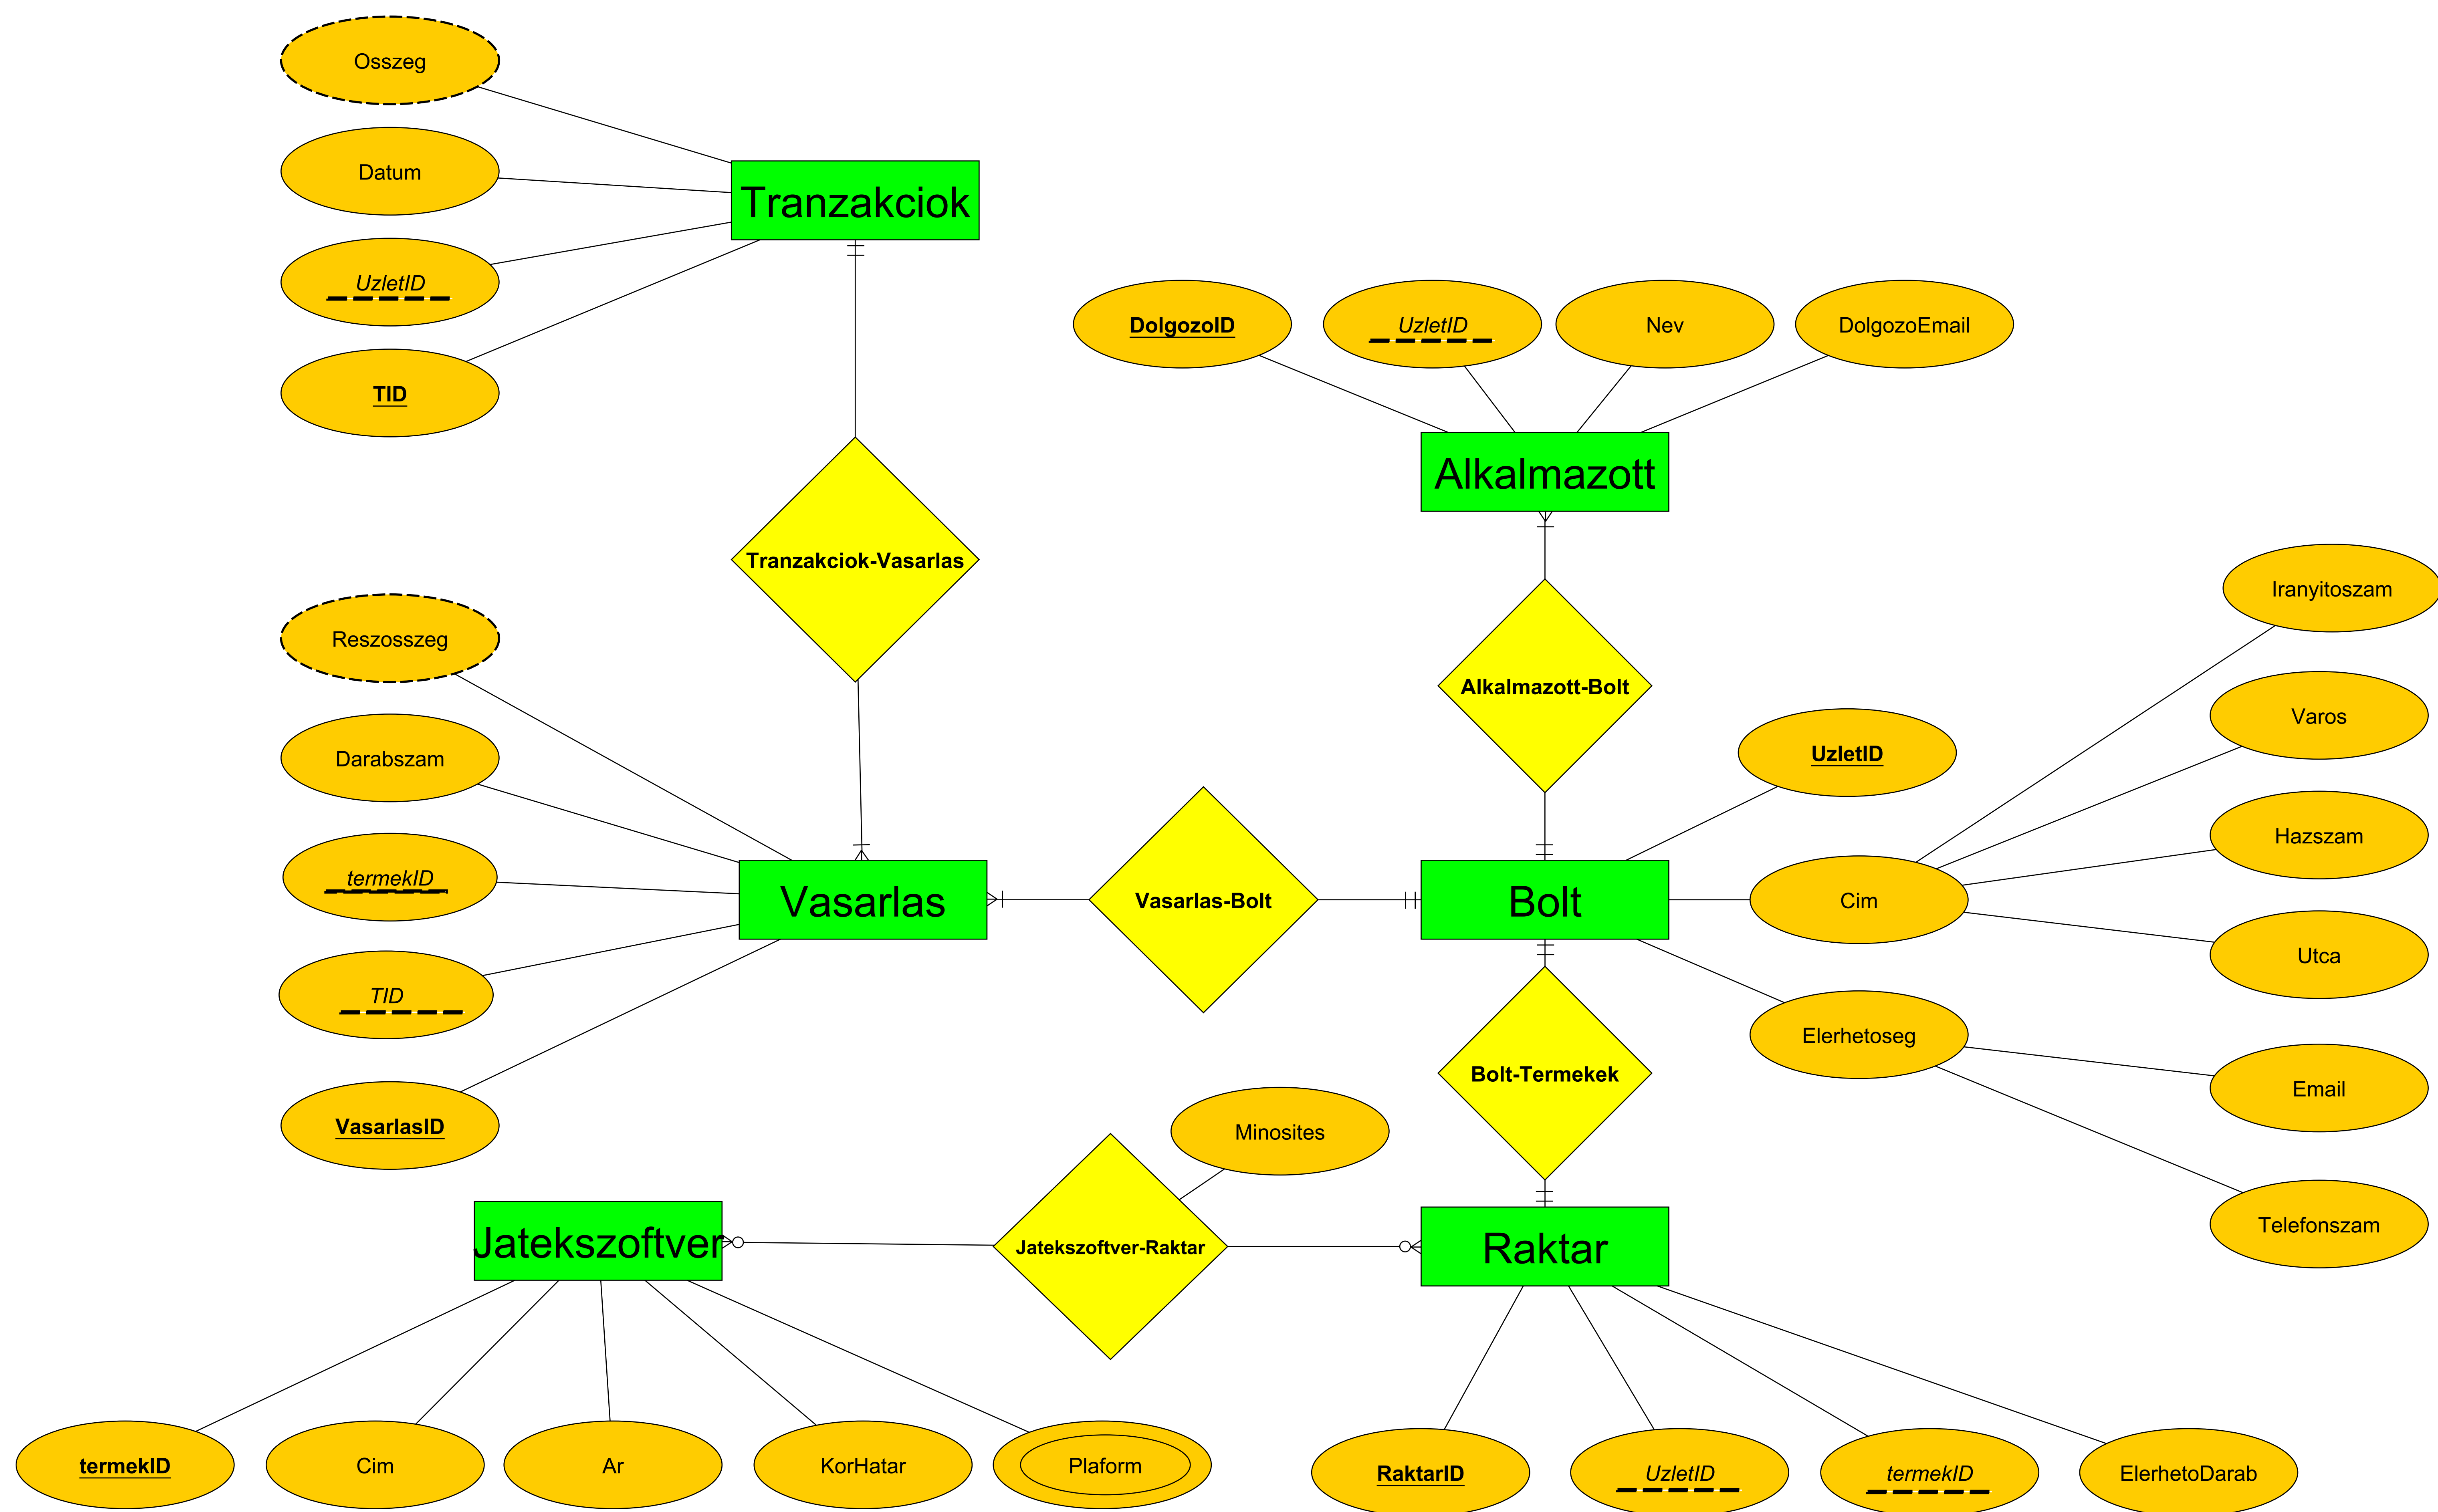 Osszeg
Datum
Tranzakciok
UzletID
TID
DolgozoID
UzletID
Nev
DolgozoEmail
Alkalmazott
Tranzakciok-Vasarlas
Iranyitoszam
Reszosszeg
Alkalmazott-Bolt
Varos
Darabszam
UzletID
Hazszam
termekID
Vasarlas
Vasarlas-Bolt
Bolt
Cim
Utca
TID
Elerhetoseg
Bolt-Termekek
Email
VasarlasID
Minosites
Telefonszam
Jatekszoftver
Jatekszoftver-Raktar
Raktar
termekID
Cim
Ar
KorHatar
Plaform
RaktarID
UzletID
termekID
ElerhetoDarab